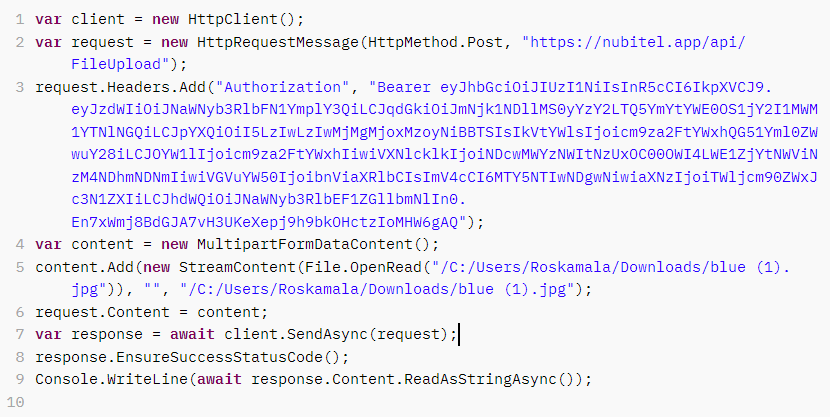 1 var client = new HttpClient();
2 var request = new HttpRequestMessage(HttpMethod.Post, "https://nubitel.app/api/
FileUpload");
3 request.Headers.Add("Authorization", "Bearer eyJhbGciOiJIUzI1NiIsInR5cCI6IkpXVCJ9.
eyJzdWIiOiJNaWNyb3RlbFN1YmplY3QiLCJqdGkiOiJmNjk1NDllMS0yYzY2LTQ5YmYtYWE0OS1jY2I1MWM
1YTNlNGQiLCJpYXQiOiI5LzIwLzIwMjMgMjoxMzoyNiBBTSIsIkVtYWlsIjoicm9za2FtYWxhQG51Yml0ZW
wuY28iLCJOYW1lIjoicm9za2FtYWxhIiwiVXNlcklkIjoiNDcwMWYzNWItNzUxOC00OWI4LWE1ZjYtNWViN
zM4NDhmNDNmIiwiVGVuYW50IjoibnViaXRlbCIsImV4cCI6MTY5NTIwNDgwNiwiaXNzIjoiTWljcm90ZWxJ
c3N1ZXIiLCJhdWQiOiJNaWNyb3RlbEF1ZGllbmNlIn0.
En7xWmj8BdGJA7vH3UKeXepj9h9bkOHctzIoMHW6gAQ");
4 var content = new MultipartFormDataContent();
5 content.Add(new StreamContent(File.OpenRead("/C:/Users/Roskamala/Downloads/blue (1).
jpg")), "", "/C:/Users/Roskamala/Downloads/blue (1).jpg");
6 request.Content = content;
7 var response = await client.SendAsync(request);
8 response.EnsureSuccessStatusCode();
9 Console.WriteLine(await response.Content.ReadAsStringAsync());
10